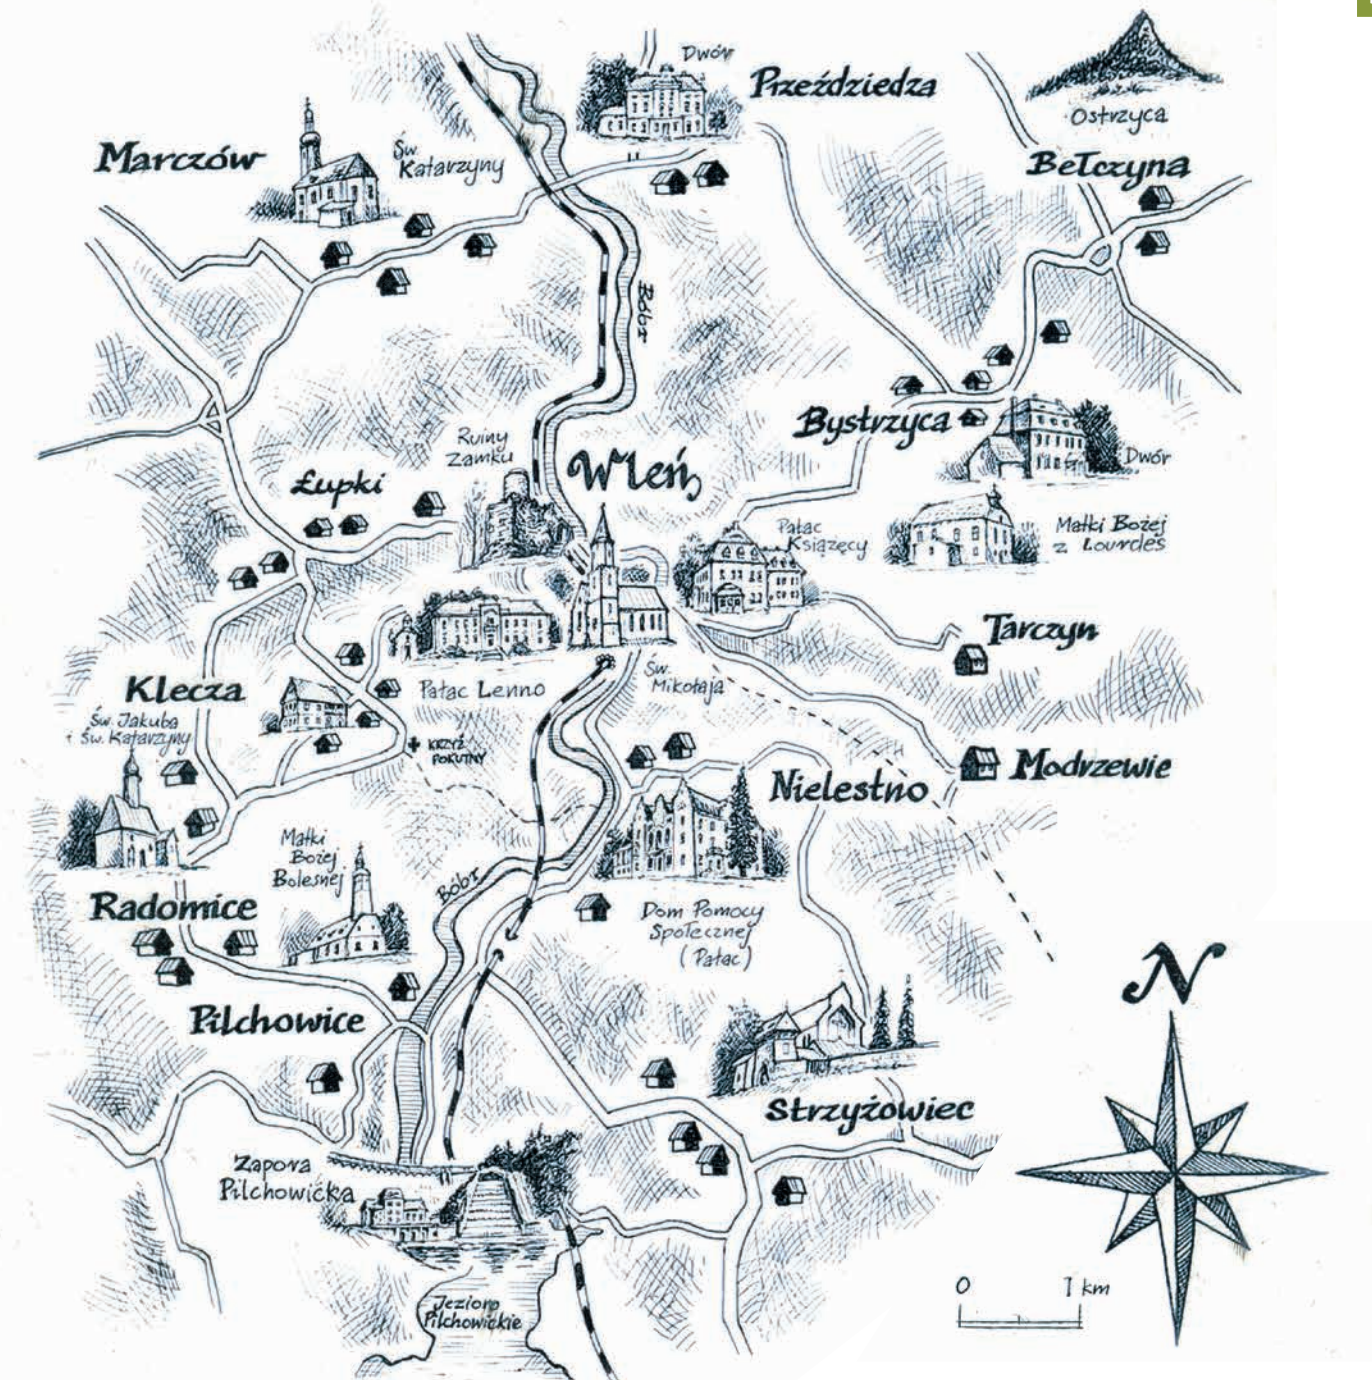 Dwór
Przeździedza
Ostrzyca
Marczów
Św.
Katarzyny
Bełczyna
Bóbr
Bystrzyca
Dwór
Ruiny
Zamku
Wleń
Łupki
Pałac
Książęcy
Matki Bożej
z Lourdes
Tarczyn
Klecza
Św. Jakuba
i Św. Katarzyny
Pałac Lenno
Św.
Mikołaja
KRZYŻ
POKUTNY
Modrzewie
Nielestno
Matki
Bożej
Bolesnej
Bóbr
Radomice
Dom Pomocy
Społecznej
(Pałac)
N
Pilchowice
Strzyżowiec
Zapora
Pilchowicka
0 1 km
Jezioro
Pilchowickie